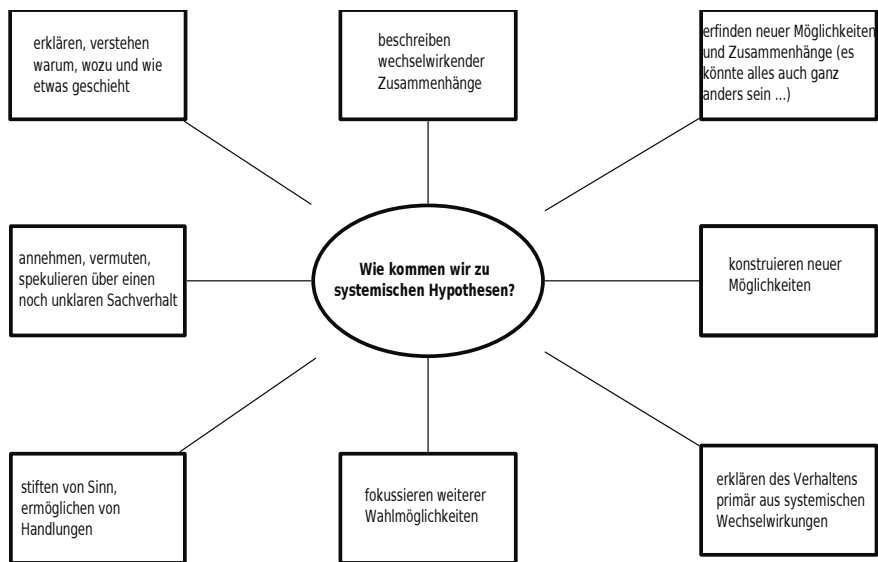 erklären, verstehen
warum, wozu und wie
etwas geschieht
beschreiben
wechselwirkender
Zusammenhänge
erfinden neuer Möglichkeiten
und Zusammenhänge (es
könnte alles auch ganz
anders sein ...)
annehmen, vermuten,
spekulieren über einen
noch unklaren Sachverhalt
Wie kommen wir zu
systemischen Hypothesen?
konstruieren neuer
Möglichkeiten
stiften von Sinn,
ermöglichen von
Handlungen
fokussieren weiterer
Wahlmöglichkeiten
erklären des Verhaltens
primär aus systemischen
Wechselwirkungen